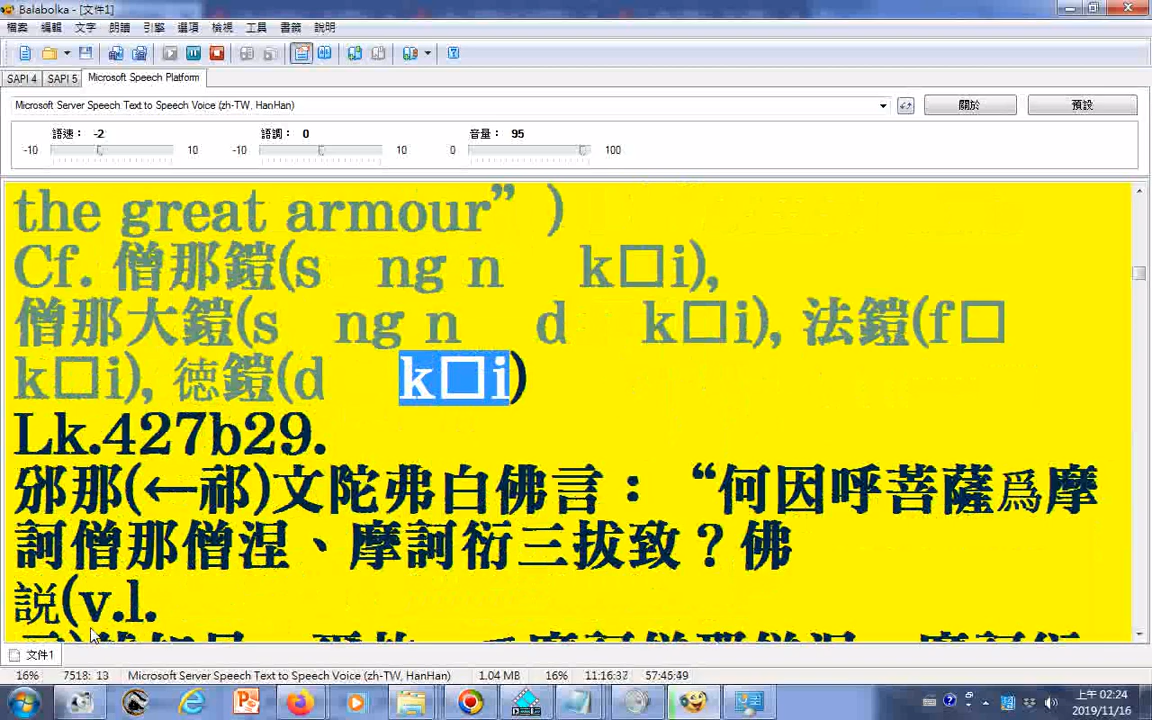 Balabolka - [文件1]
檔案 編輯 文字 朗讀 引擎 選項 檢視 工具 書籤 說明
SAPI 4 SAPI 5 Microsoft Speech Platform
Microsoft Server Speech Text to Speech Voice (zh-TW, HanHan) 關於 預設
語速： -2 語調： 0 音量： 95
-10 10 -10 10 0 100
the great armour”)
Cf. 僧那鎧(s ng n k□i),
僧那大鎧(s ng n d k□i), 法鎧(f□
k□i), 徳鎧(d k□i)
Lk.427b29.
邠那(←祁)文陀弗白佛言：“何因呼菩薩爲摩
訶僧那僧涅、摩訶衍三拔致？佛
説(v.l.
文件1
16% 7518: 13 Microsoft Server Speech Text to Speech Voice (zh-TW, HanHan) 1.04 MB 16% 11:16:37 57:45:49
上午 02:24
2019/11/16